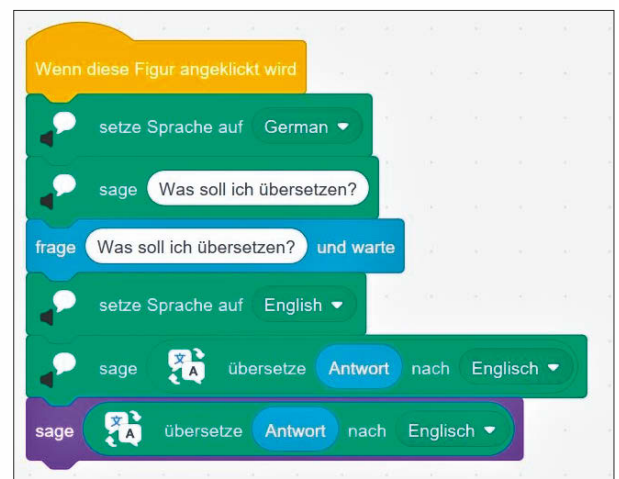 Wenn diese Figur angeklickt wird
setze Sprache auf German
sage Was soll ich übersetzen?
frage Was soll ich übersetzen? und warte
setze Sprache auf English
sage übersetze Antwort nach Englisch
sage übersetze Antwort nach Englisch